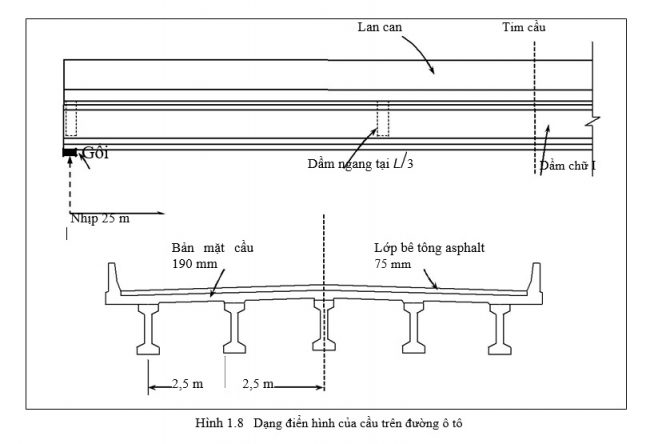 Lan can
Tim cầu
Gôi
Dầm ngang tại L/3
Dầm chữ I
Nhịp 25 m
Bản mặt cầu
190 mm
Lớp bê tông asphalt
75 mm
2,5 m
2,5 m
Hình 1.8 Dạng điển hình của cầu trên đường ô tô